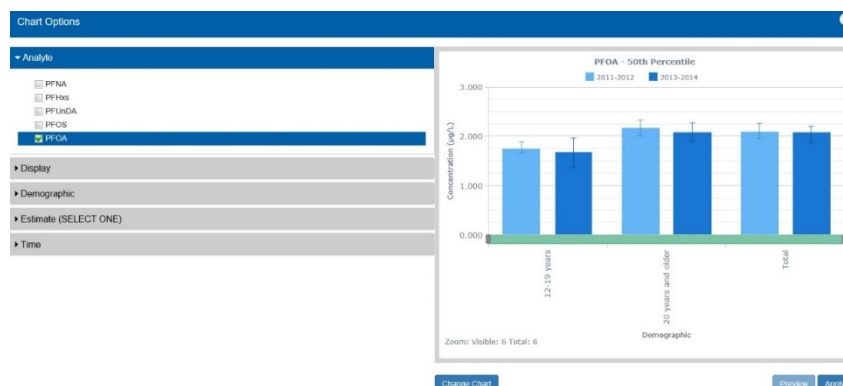 Chart Options
Analyte
PFNA
PFHxs
PFUnDA
PFOS
PFOA
Display
Demographic
Estimate (SELECT ONE)
Time
PFOA - 50th Percentile
2011-2012 2013-2014
3.000
2.000
1.000
0.000
Concentration (µg/L)
12-19 years
20 years and older
Total
Demographic
Zoom: Visible: 6 Total: 6
Change Chart
Preview
Apply